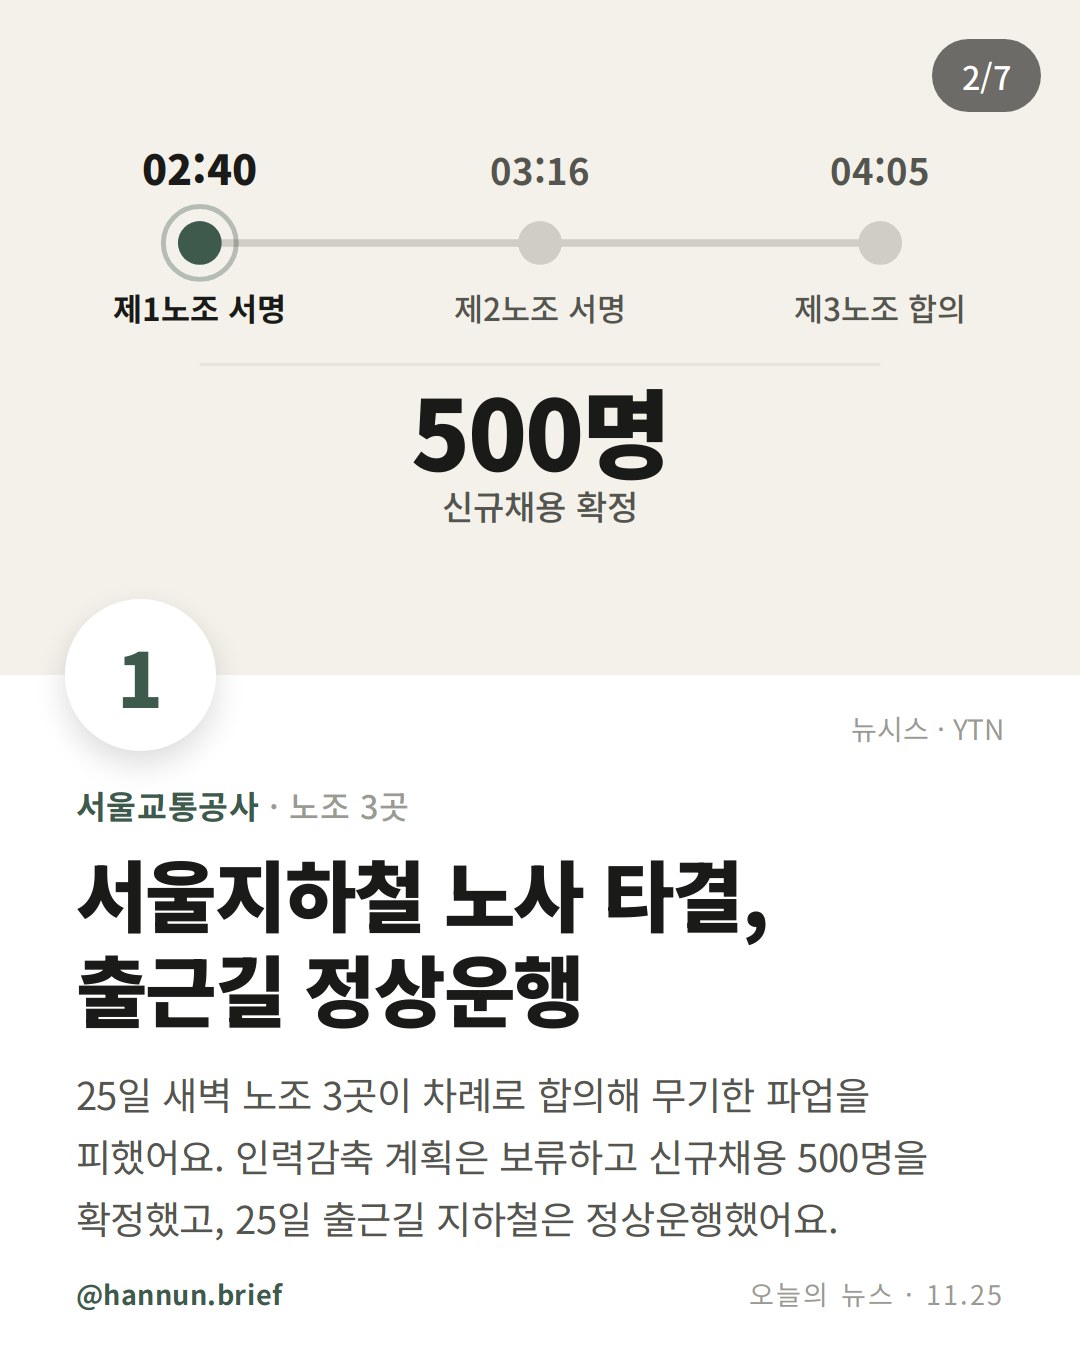 2/7
02:40
03:16
04:05
제1노조 서명
제2노조 서명
제3노조 합의
500명
신규채용 확정
1
뉴시스 · YTN
서울교통공사 · 노조 3곳
서울지하철 노사 타결,
출근길 정상운행
25일 새벽 노조 3곳이 차례로 합의해 무기한 파업을
피했어요. 인력감축 계획은 보류하고 신규채용 500명을
확정했고, 25일 출근길 지하철은 정상운행했어요.
@hannun.brief
오늘의 뉴스 · 11.25